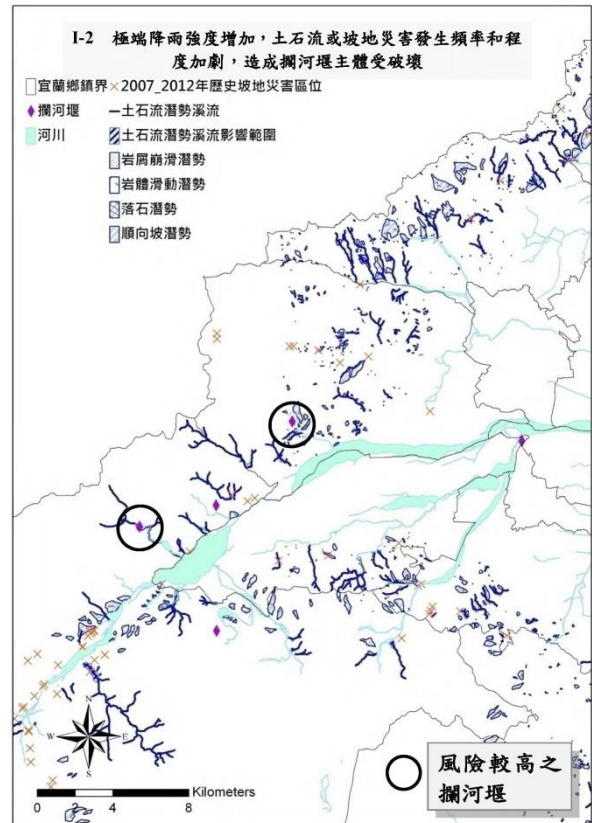 I-2 極端降雨強度增加，土石流或坡地災害發生頻率和程
度加劇，造成攔河堰主體受破壞
宜蘭鄉鎮界
2007_2012年歷史坡地災害區位
攔河堰
土石流潛勢溪流
河川
土石流潛勢溪流影響範圍
岩屑崩滑潛勢
岩體滑動潛勢
落石潛勢
順向坡潛勢
N
W
E
S
0 2 4 8 Kilometers
風險較高之
攔河堰